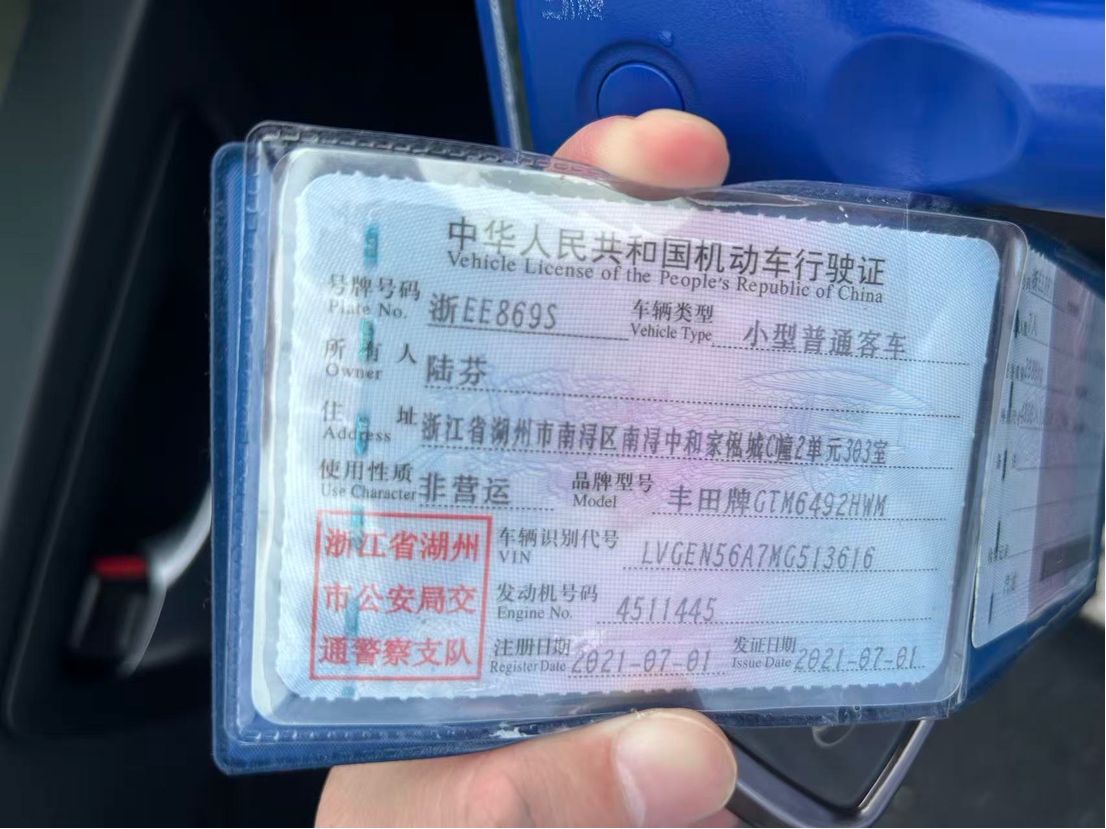 中华人民共和国机动车行驶证
Vehicle License of the People's Republic of China
号牌号码 浙EE869S 车辆类型 小型普通客车
Plate No. Vehicle Type
所有人 陆芬
Owner
住址 浙江省湖州市南浔区南浔中和家俬城C幢2单元303室
Address
使用性质 非营运 品牌型号 丰田牌GTM6492HWM
Use Character Model
浙江省湖州
市公安局交
通警察支队
车辆识别代号 LVGEN56A7MG513616
VIN
发动机号码 4511445
Engine No.
注册日期 2021-07-01 发证日期 2021-07-01
Register Date Issue Date